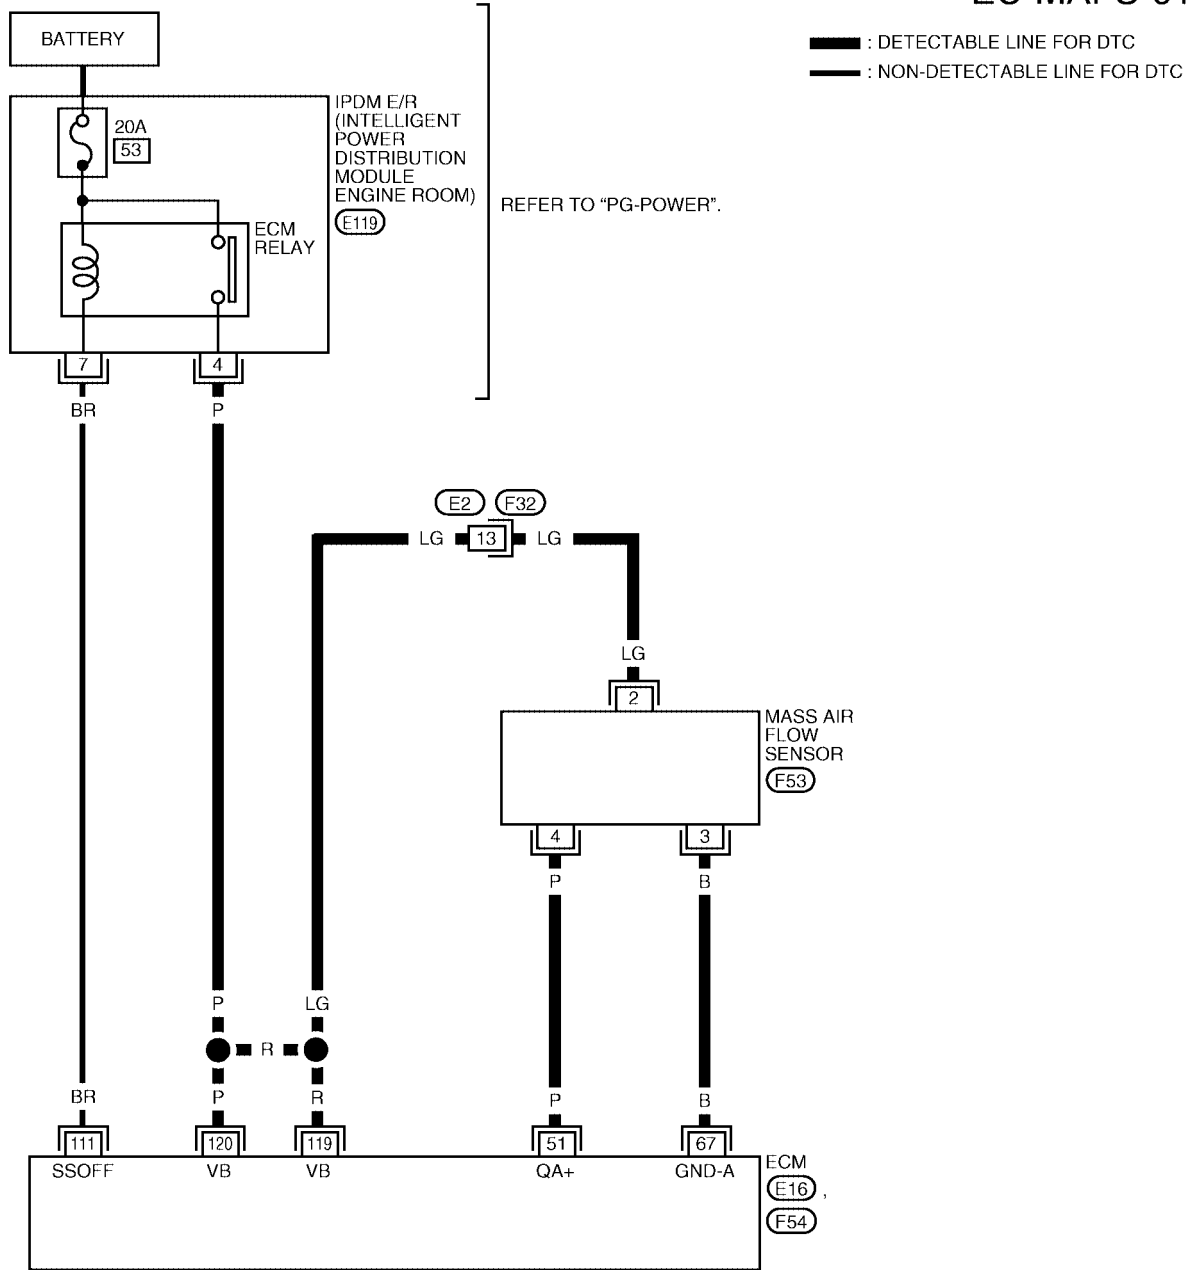 BATTERY
: DETECTABLE LINE FOR DTC
: NON-DETECTABLE LINE FOR DTC
20A
53
IPDM E/R
(INTELLIGENT
POWER
DISTRIBUTION
MODULE
ENGINE ROOM)
E119
REFER TO “PG-POWER”.
ECM
RELAY
7
4
BR
P
E2
F32
LG
13
LG
LG
2
MASS AIR
FLOW
SENSOR
F53
4
3
P
B
P
LG
R
BR
P
R
P
B
111
120
119
51
67
SSOFF
VB
VB
QA+
GND-A
ECM
E16 ,
F54